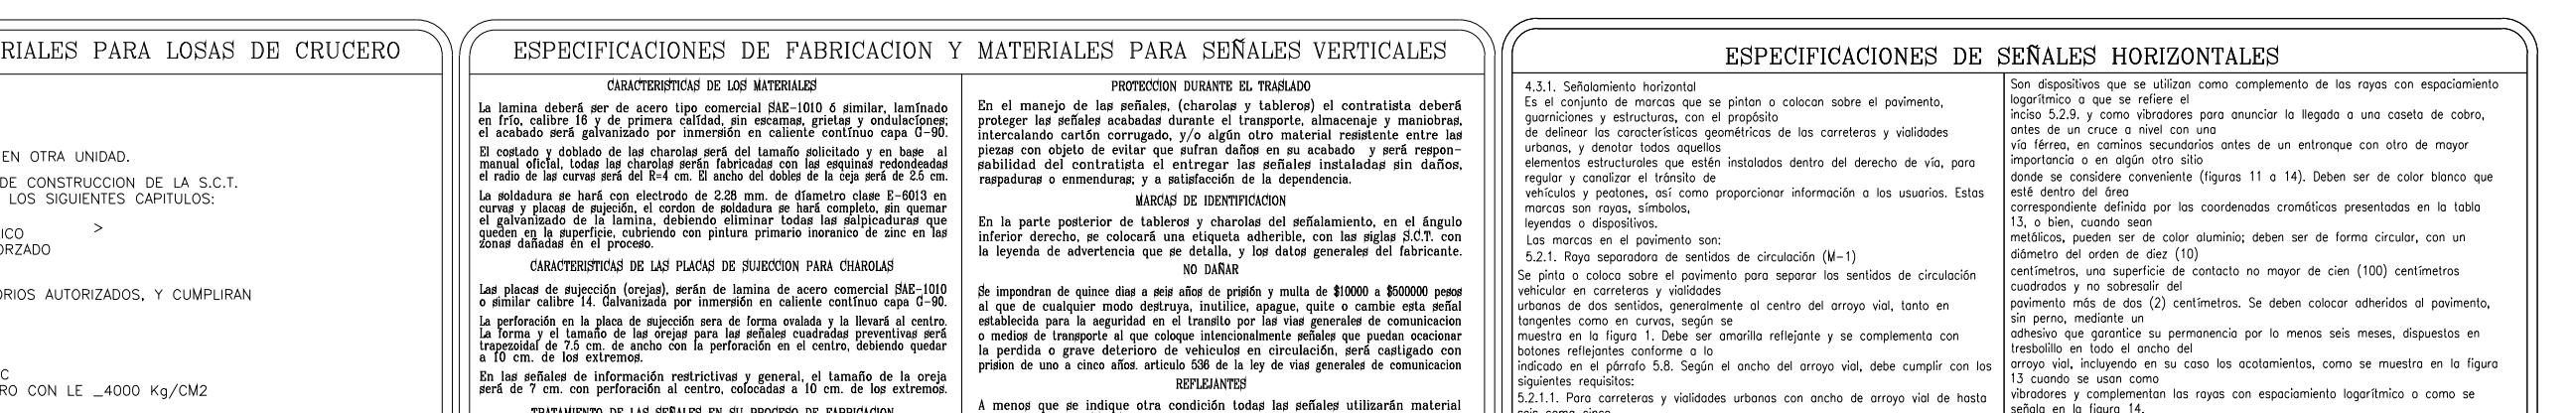 RIALES PARA LOSAS DE CRUCERO
EN OTRA UNIDAD.
DE CONSTRUCCION DE LA S.C.T.
LOS SIGUIENTES CAPITULOS:
>
ICO
ORZADO
ORIOS AUTORIZADOS, Y CUMPLIRAN
C
RO CON LE _4000 Kg/CM2
ESPECIFICACIONES DE FABRICACION Y MATERIALES PARA SEÑALES VERTICALES
CARACTERISTICAS DE LOS MATERIALES
La lamina deberá ser de acero tipo comercial SAE-1010 ó similar, lamínado
en frío, calibre 16 y de primera calídad, sin escamas, grietas y ondulacíones;
el acabado será galvanizado por inmersión en caliente contínuo capa G-90.
El costado y doblado de las charolas será del tamaño solicitado y en base al
manual oficial, todas las charolas serán fabricadas con las esquinas redondeadas
el radio de las curvas será del R=4 cm. El ancho del dobles de la ceja será de 2.5 cm.
La soldadura se hará con electrodo de 2.28 mm. de díametro clase E-6013 en
curvas y placas de sujeción, el cordon de soldadura se hará completo, sin quemar
el galvanizado de la lamina, debiendo eliminar todas las salpicaduras que
queden en la superficie, cubriendo con pintura primario inoranico de zinc en las
zonas dañadas en el proceso.
CARACTERISTICAS DE LAS PLACAS DE SUJECCION PARA CHAROLAS
Las placas de sujección (orejas), serán de lamina de acero comercial SAE-1010
o similar calibre 14. Galvanizada por inmersión en caliente contínuo capa G-90.
La perforación en la placa de sujección sera de forma ovalada y la llevará al centro.
La forma y el tamaño de las orejas para las señales cuadradas preventivas será
trapezoidal de 7.5 cm. de ancho con la perforación en el centro, debiendo quedar
a 10 cm. de los extremos.
En las señales de información restrictivas y general, el tamaño de la oreja
será de 7 cm. con perforación al centro, colocadas a 10 cm. de los extremos.
TRATAMIENTO DE LAS SEÑALES EN SU PROCESO DE FABRICACION
PROTECCION DURANTE EL TRASLADO
En el manejo de las señales, (charolas y tableros) el contratista deberá
proteger las señales acabadas durante el transporte, almacenaje y maniobras,
intercalando cartón corrugado, y/o algún otro material resistente entre las
piezas con objeto de evitar que sufran daños en su acabado y será respon-
sabilidad del contratista el entregar las señales instaladas sin daños,
raspaduras o enmenduras; y a satisfacción de la dependencia.
MARCAS DE IDENTIFICACION
En la parte posterior de tableros y charolas del señalamiento, en el ángulo
inferior derecho, se colocará una etiqueta adherible, con las siglas S.C.T. con
la leyenda de advertencia que se detalla, y los datos generales del fabricante.
NO DAÑAR
Se impondran de quince dias a seis años de prisión y multa de $10000 a $500000 pesos
al que de cualquier modo destruya, inutilice, apague, quite o cambie esta señal
establecida para la aeguridad en el transito por las vias generales de comunicacion
o medios de transporte al que coloque intencionalmente señales que puedan ocacionar
la perdida o grave deterioro de vehiculos en circulación, será castigado con
prision de uno a cinco años. articulo 536 de la ley de vias generales de comunicacion
REFLEJANTES
A menos que se indique otra condición todas las señales utilizarán material
ESPECIFICACIONES DE SEÑALES HORIZONTALES
4.3.1. Señalamiento horizontal
Es el conjunto de marcas que se pintan o colocan sobre el pavimento,
guarniciones y estructuras, con el propósito
de delinear las características geométricas de las carreteras y vialidades
urbanas, y denotar todos aquellos
elementos estructurales que estén instalados dentro del derecho de vía, para
regular y canalizar el tránsito de
vehículos y peatones, así como proporcionar información a los usuarios. Estas
marcas son rayas, símbolos,
leyendas o dispositivos.
Las marcas en el pavimento son:
5.2.1. Raya separadora de sentidos de circulación (M-1)
Se pinta o coloca sobre el pavimento para separar los sentidos de circulación
vehicular en carreteras y vialidades
urbanas de dos sentidos, generalmente al centro del arroyo vial, tanto en
tangentes como en curvas, según se
muestra en la figura 1. Debe ser amarilla reflejante y se complementa con
botones reflejantes conforme a lo
indicado en el párrafo 5.8. Según el ancho del arroyo vial, debe cumplir con los
siguientes requisitos:
5.2.1.1. Para carreteras y vialidades urbanas con ancho de arroyo vial de hasta
seis como cinco
Son dispositivos que se utilizan como complemento de las rayas con espaciamiento
logarítmico a que se refiere el
inciso 5.2.9. y como vibradores para anunciar la llegada a una caseta de cobro,
antes de un cruce a nivel con una
vía férrea, en caminos secundarios antes de un entronque con otro de mayor
importancia o en algún otro sitio
donde se considere conveniente (figuras 11 a 14). Deben ser de color blanco que
esté dentro del área
correspondiente definida por las coordenadas cromáticas presentadas en la tabla
13, o bien, cuando sean
metálicos, pueden ser de color aluminio; deben ser de forma circular, con un
diámetro del orden de diez (10)
centímetros, una superficie de contacto no mayor de cien (100) centímetros
cuadrados y no sobresalir del
pavimento más de dos (2) centímetros. Se deben colocar adheridos al pavimento,
sin perno, mediante un
adhesivo que garantice su permanencia por lo menos seis meses, dispuestos en
tresbolillo en todo el ancho del
arroyo vial, incluyendo en su caso los acotamientos, como se muestra en la figura
13 cuando se usan como
vibradores y complementan las rayas con espaciamiento logarítmico o como se
señala en la figura 14.